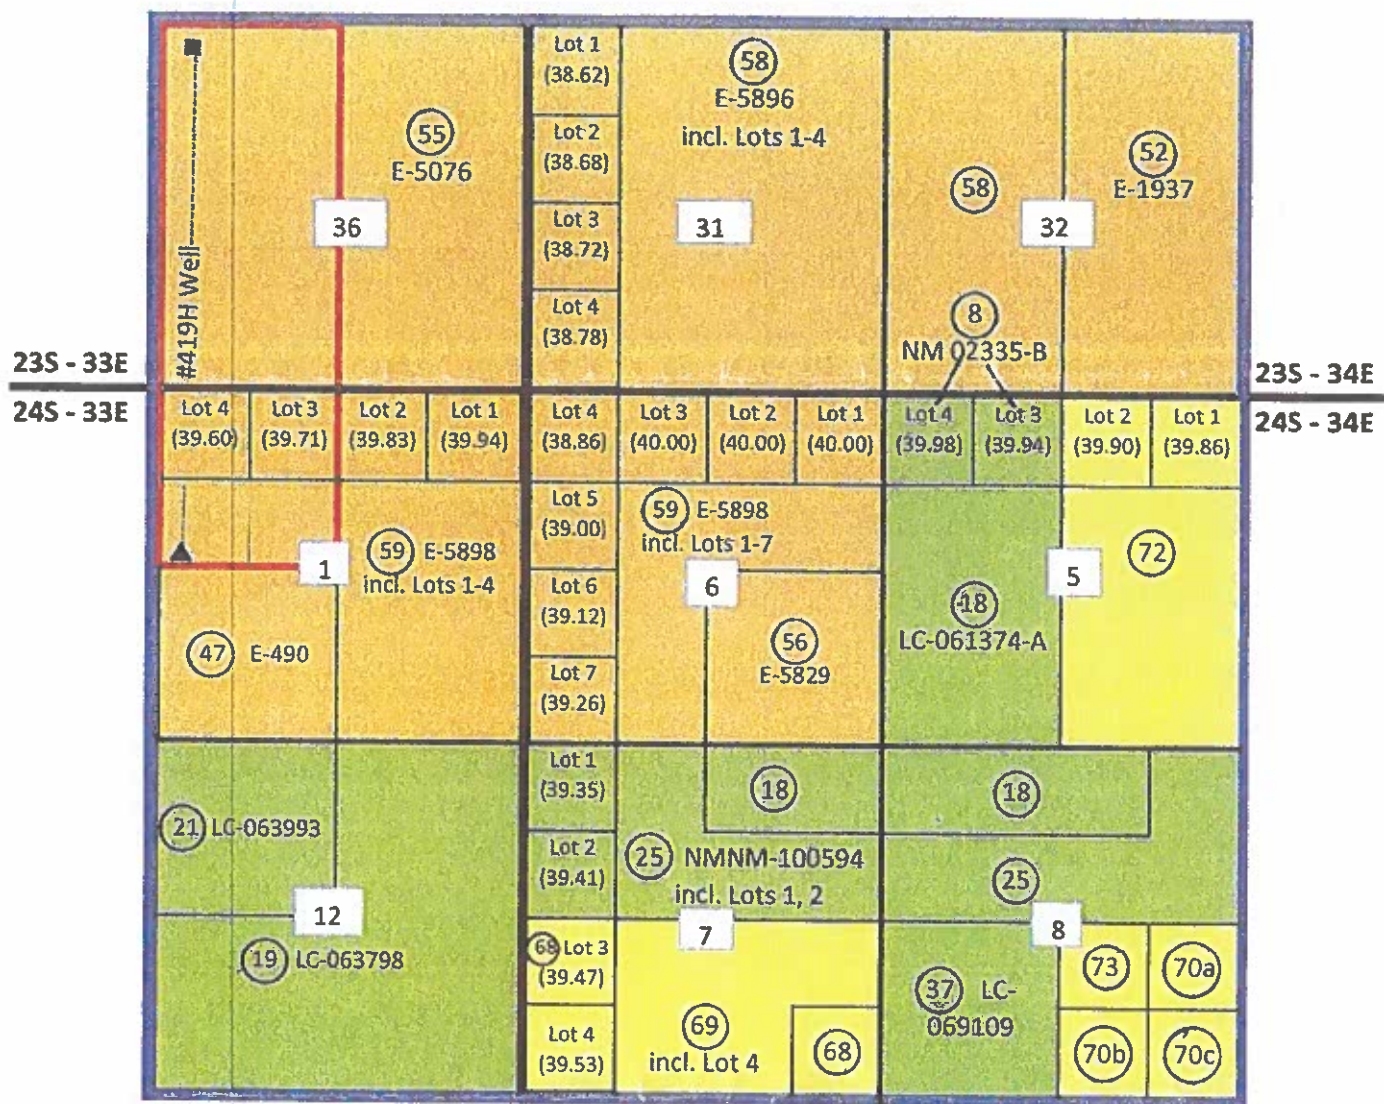 Lot 1
(38.62)
58
E-5896
incl. Lots 1-4
55
E-5076
Lot 2
(38.68)
52
E-1937
58
Lot 3
(38.72)
36
31
32
#419H Well
Lot 4
(38.78)
8
NM 02335-B
23S - 33E
23S - 34E
24S - 33E
24S - 34E
Lot 4
(39.60)
Lot 3
(39.71)
Lot 2
(39.83)
Lot 1
(39.94)
Lot 4
(38.86)
Lot 3
(40.00)
Lot 2
(40.00)
Lot 1
(40.00)
Lot 4
(39.98)
Lot 3
(39.94)
Lot 2
(39.90)
Lot 1
(39.86)
Lot 5
(39.00)
59 E-5898
incl. Lots 1-7
59 E-5898
incl. Lots 1-4
1
6
5
72
Lot 6
(39.12)
18
LC-061374-A
47 E-490
56
E-5829
Lot 7
(39.26)
Lot 1
(39.35)
18
18
21 LC-063993
Lot 2
(39.41)
25 NMNM-100594
incl. Lots 1, 2
25
12
7
8
19 LC-063798
68 Lot 3
(39.47)
37 LC-
069109
73
70a
69
incl. Lot 4
Lot 4
(39.53)
68
70b
70c